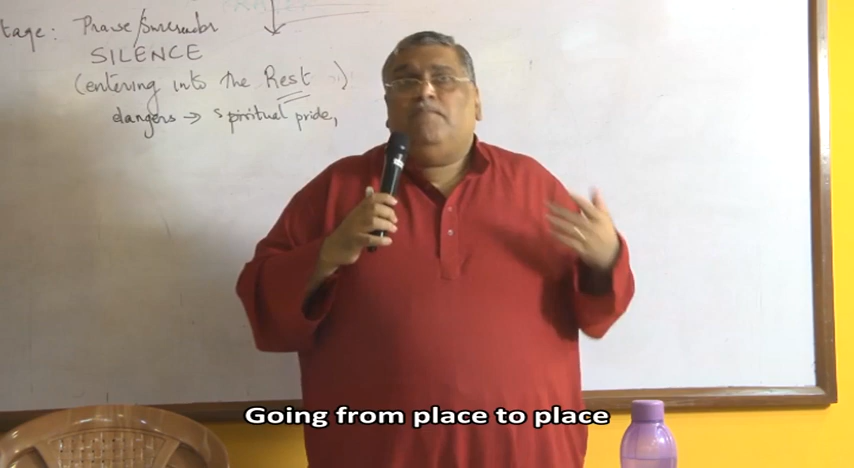 tage: Praise/Surrender
SILENCE
(entering into the Rest )
dangers → spiritual pride,
Going from place to place